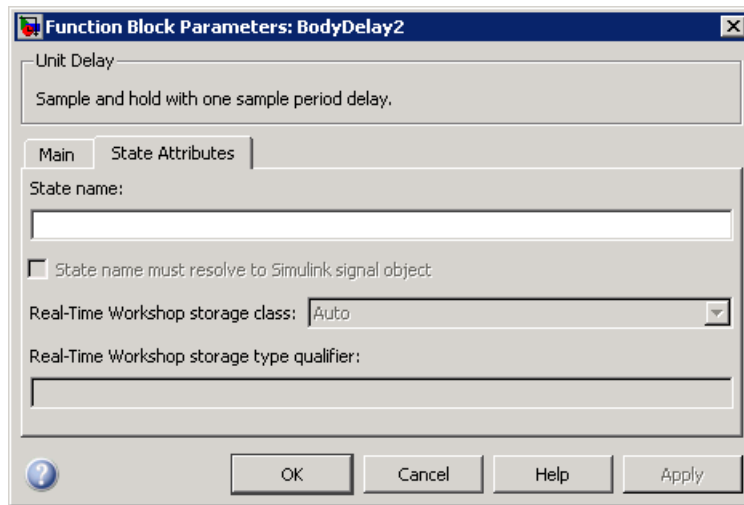 Function Block Parameters: BodyDelay2
Unit Delay
Sample and hold with one sample period delay.
Main State Attributes
State name:
State name must resolve to Simulink signal object
Real-Time Workshop storage class: Auto
Real-Time Workshop storage type qualifier:
? OK Cancel Help Apply